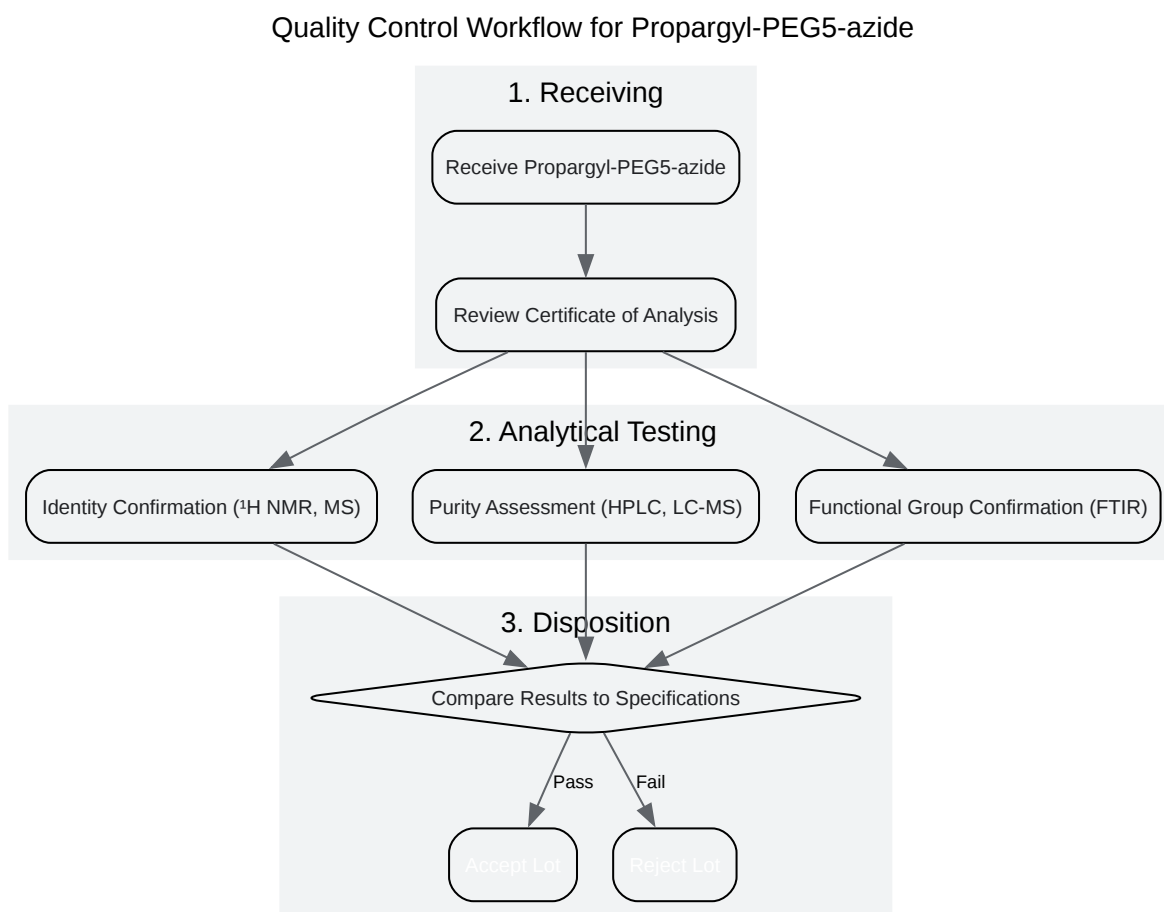 Quality Control Workflow for Propargyl-PEG5-azide
1. Receiving
Receive Propargyl-PEG5-azide
Review Certificate of Analysis
2. Analytical Testing
Identity Confirmation (¹H NMR, MS)
Purity Assessment (HPLC, LC-MS)
Functional Group Confirmation (FTIR)
3. Disposition
Compare Results to Specifications
Pass
Fail
Accept Lot
Reject Lot